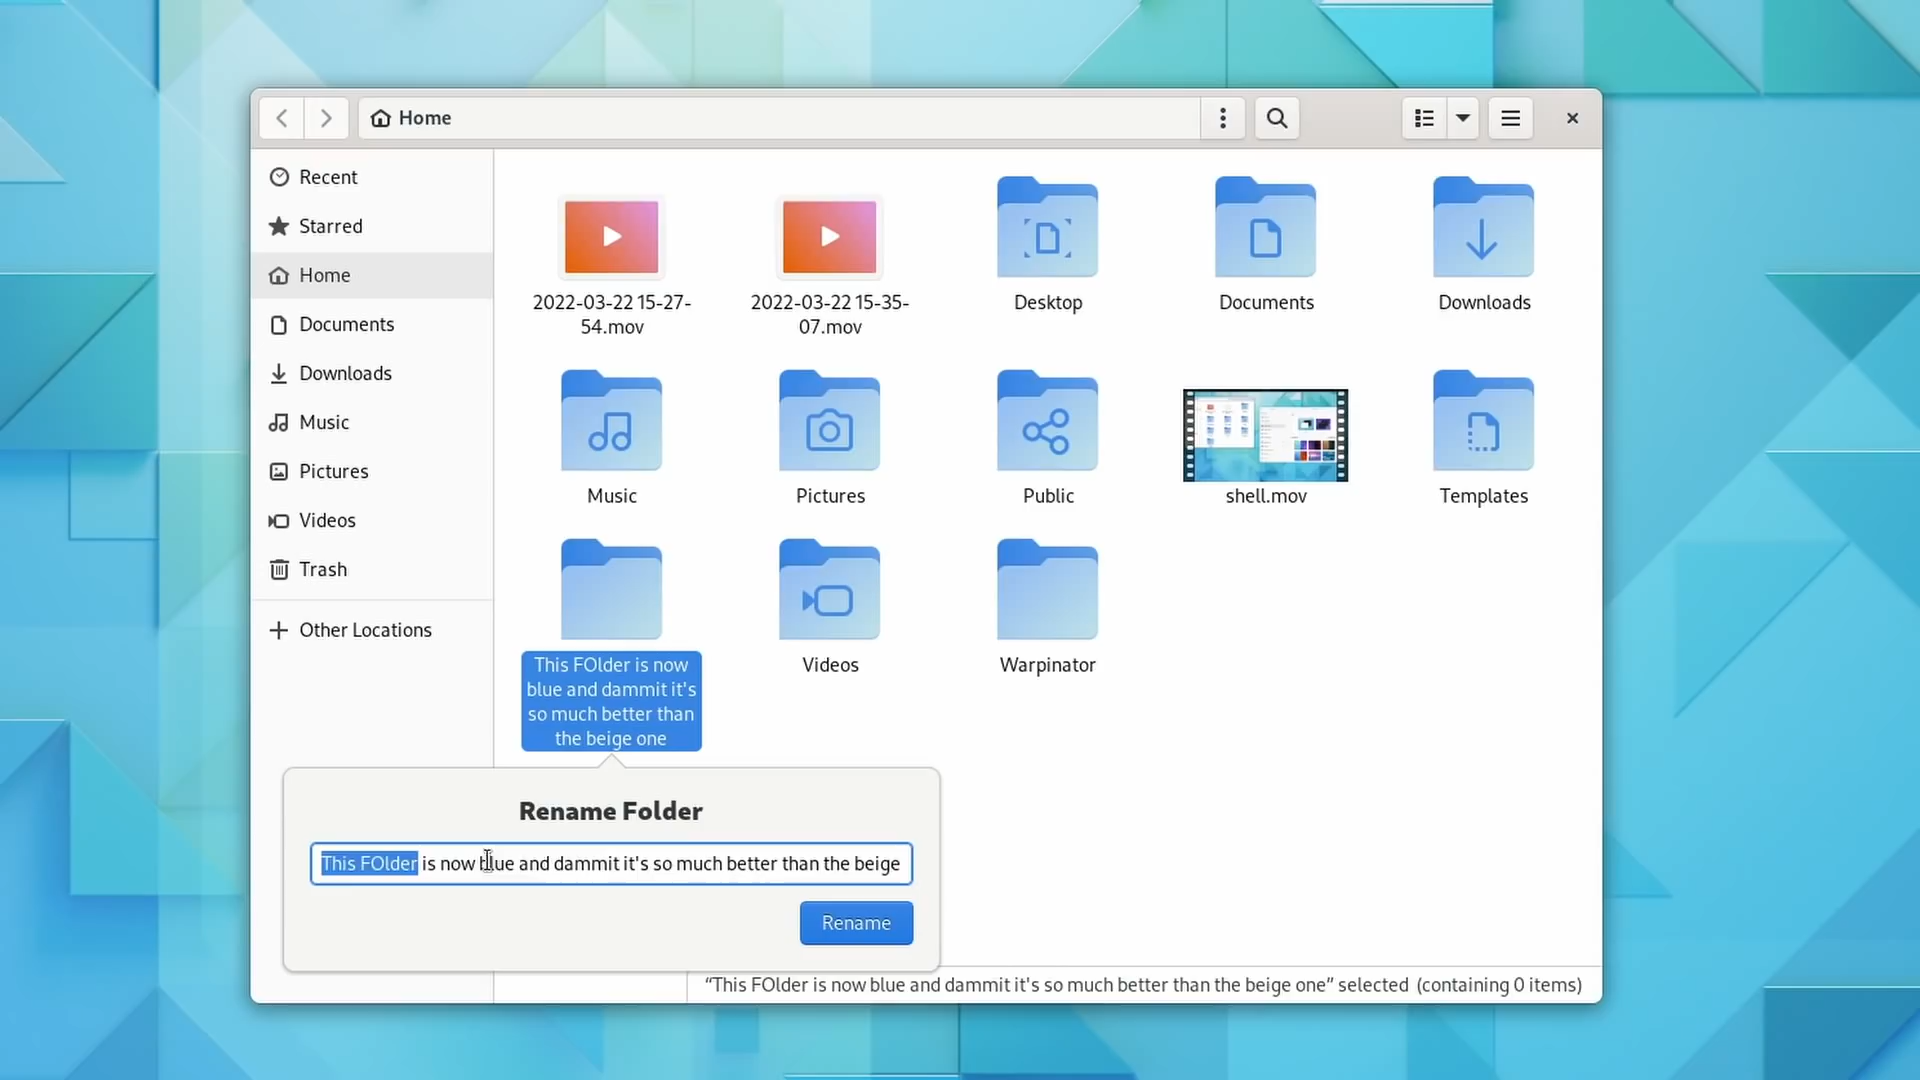 Home
Recent
Starred
Home
Documents
Downloads
Music
Pictures
Videos
Trash
Other Locations
2022-03-22 15-27-
54.mov
2022-03-22 15-35-
07.mov
Desktop
Documents
Downloads
Music
Pictures
Public
shell.mov
Templates
This FOlder is now
blue and dammit it's
so much better than
the beige one
Videos
Warpinator
Rename Folder
This FOlder is now blue and dammit it's so much better than the beige
Rename
“This FOlder is now blue and dammit it's so much better than the beige one” selected (containing 0 items)